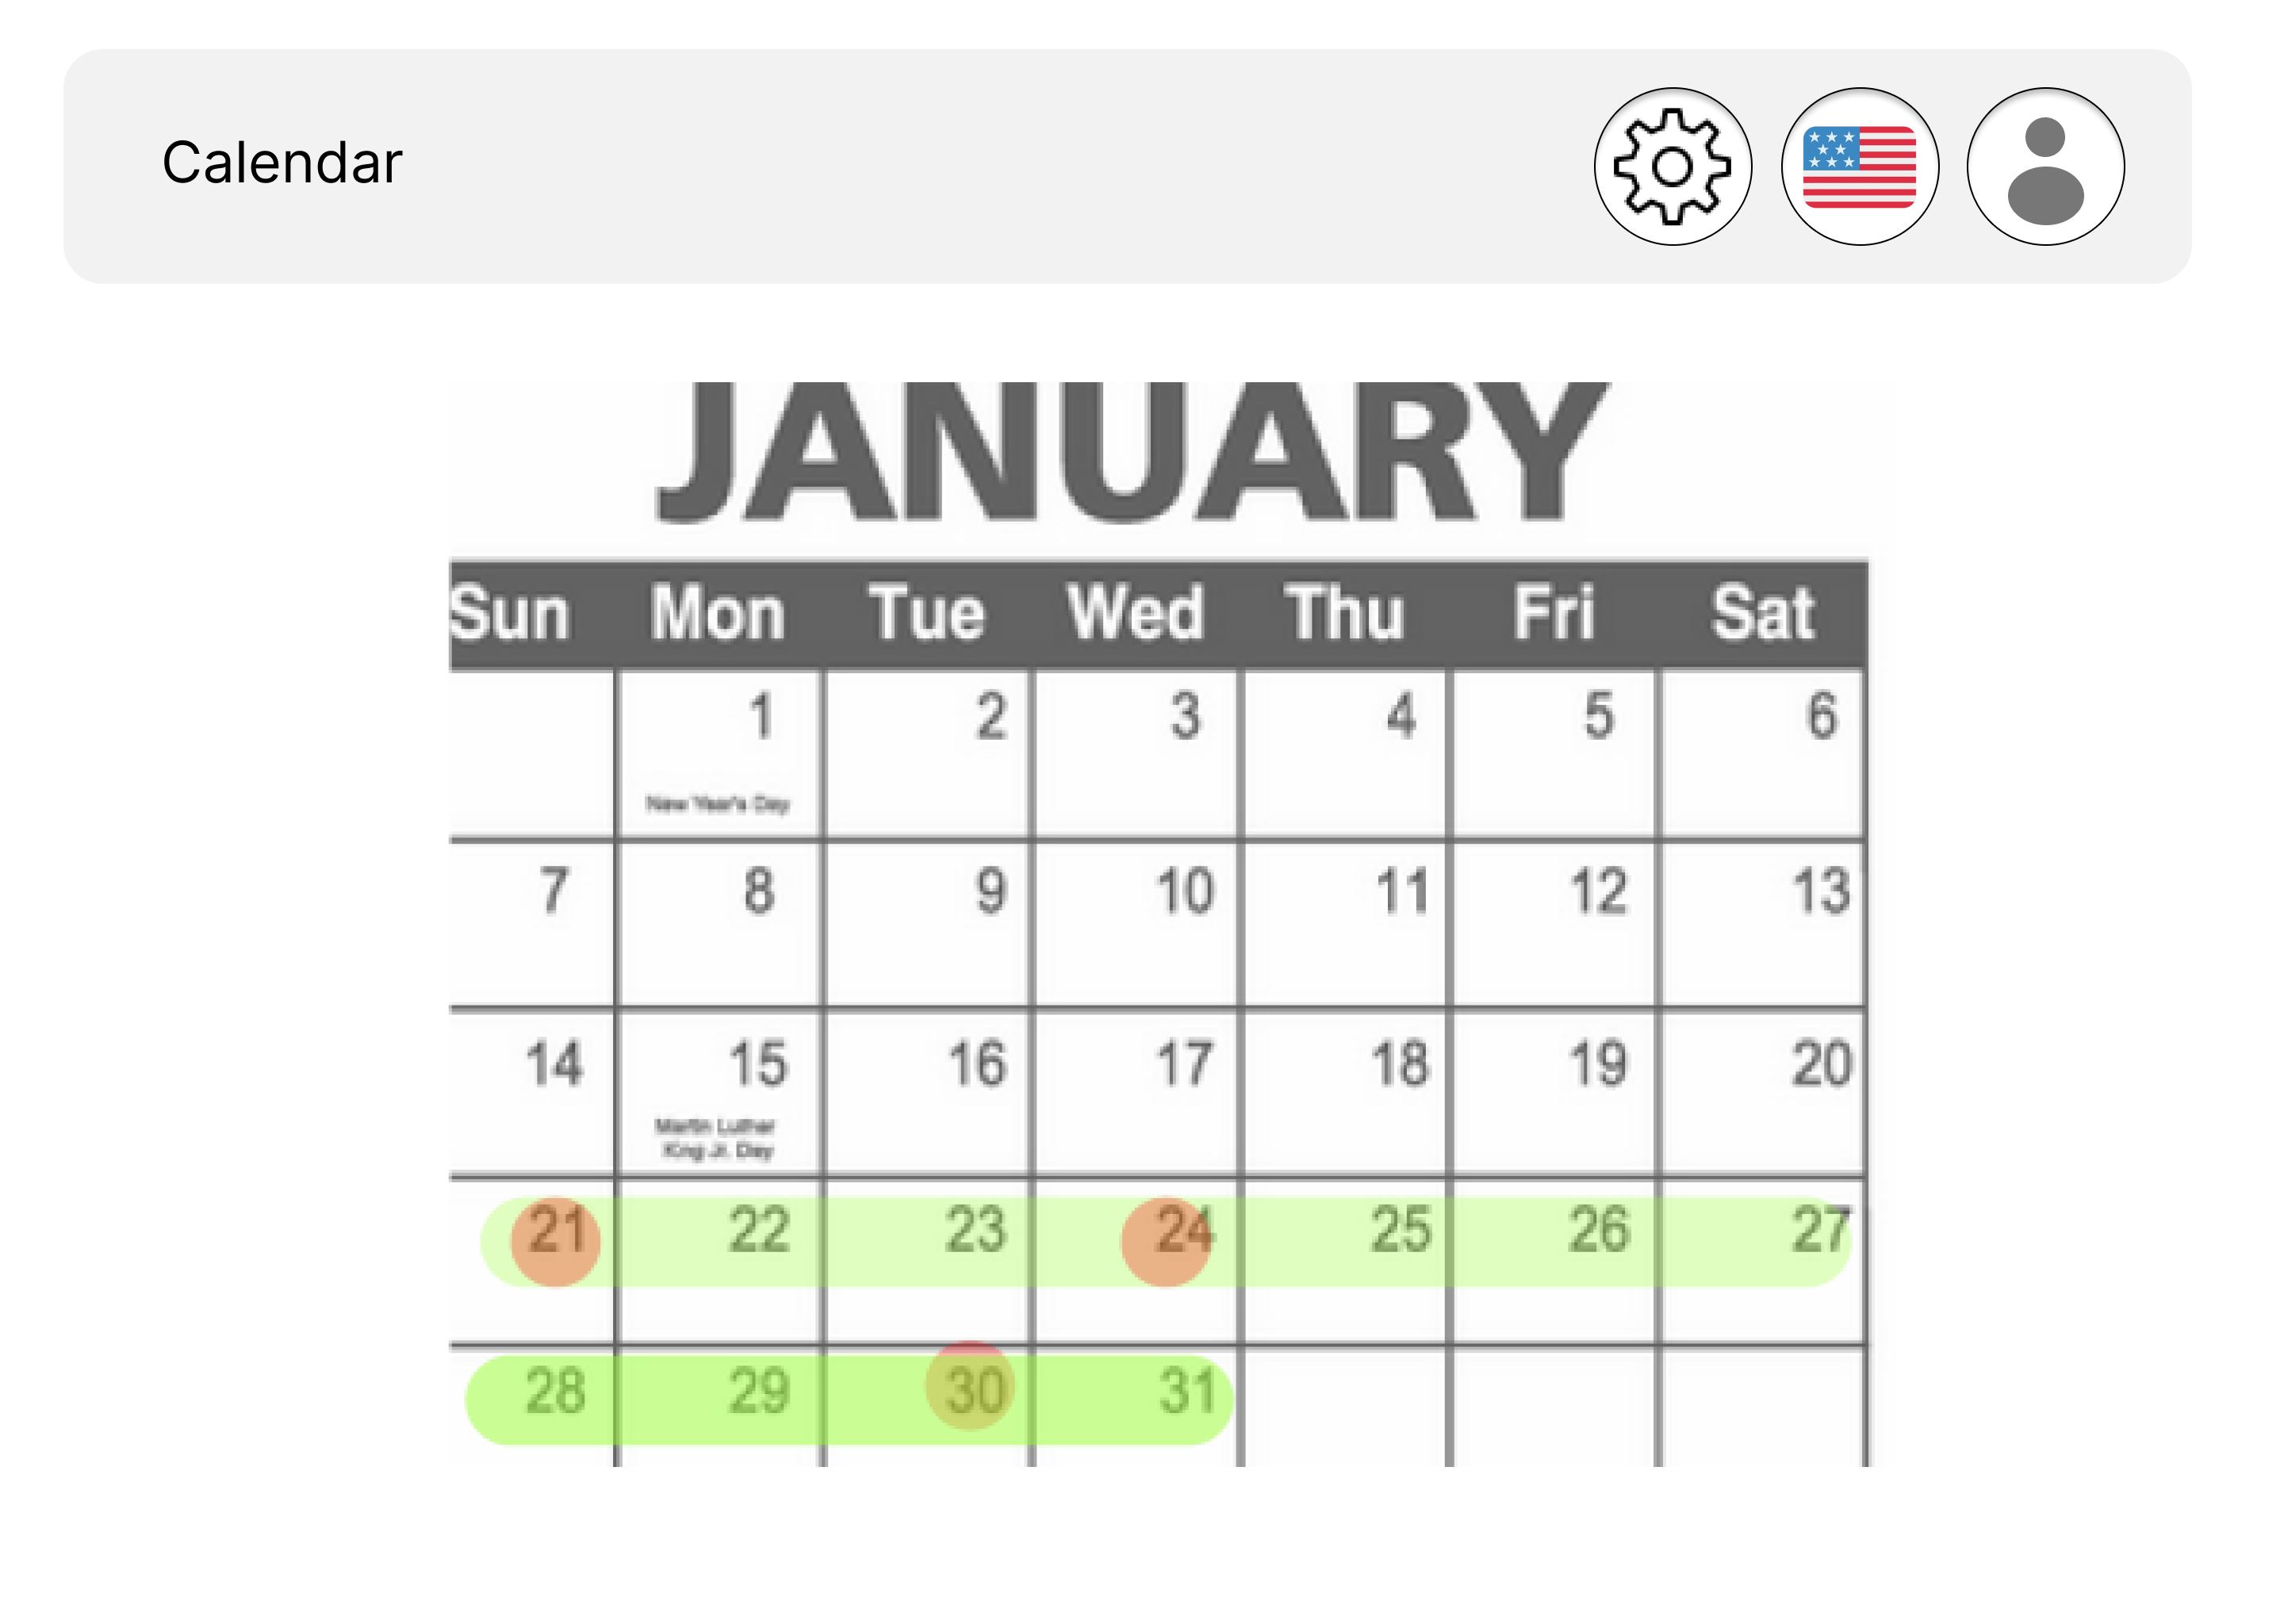 Calendar
JANUARY
Sun Mon Tue Wed Thu Fri Sat
1 2 3 4 5 6
New Year's Day
7 8 9 10 11 12 13
14 15 16 17 18 19 20
Martin Luther
King Jr. Day
21 22 23 24 25 26 27
28 29 30 31